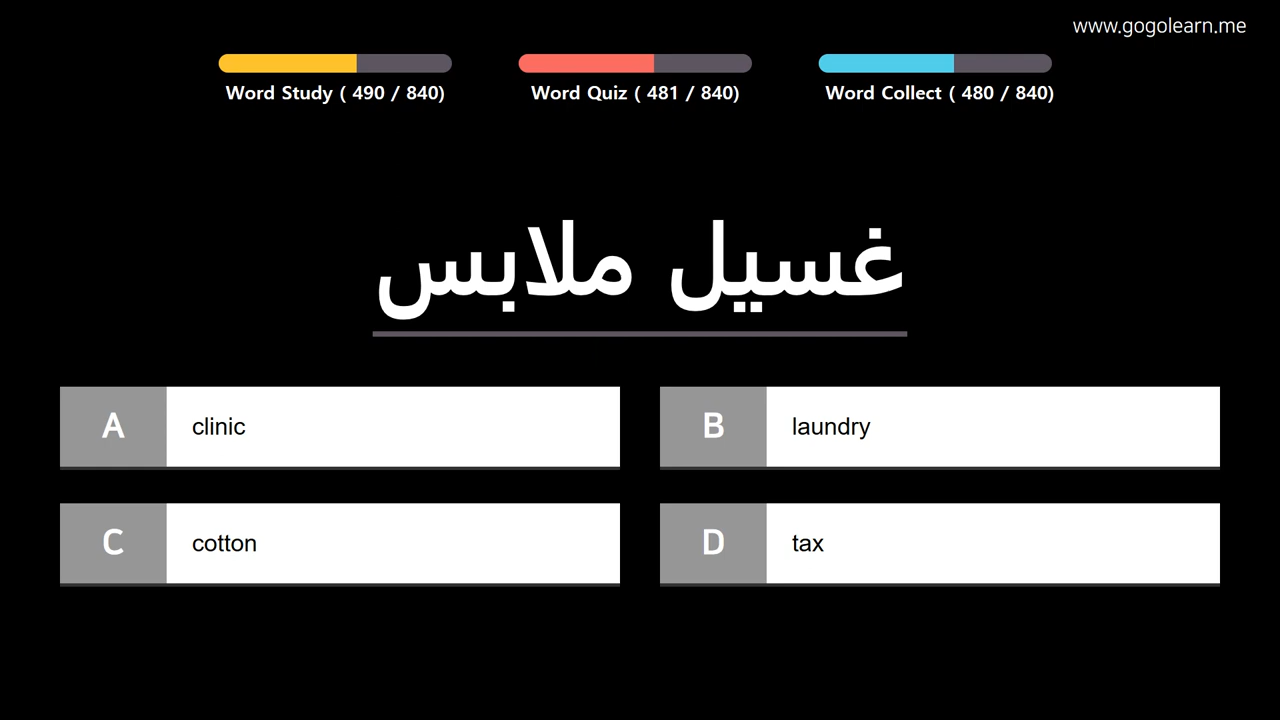 www.gogolearn.me
Word Study ( 490 / 840)
Word Quiz ( 481 / 840)
Word Collect ( 480 / 840)
غسيل ملابس
A clinic
B laundry
C cotton
D tax